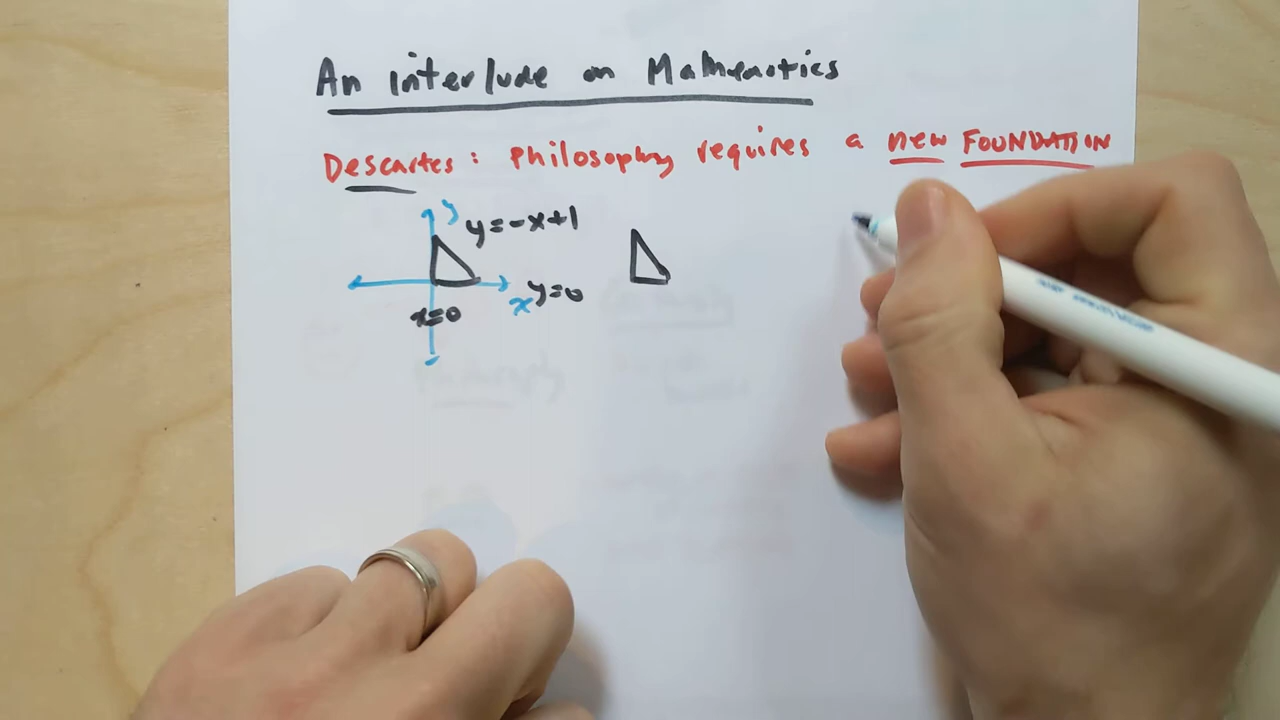 An interlude on Mathematics
Descartes: Philosophy requires a new FOUNDATION
y
y=-x+1
x
y=0
x=0